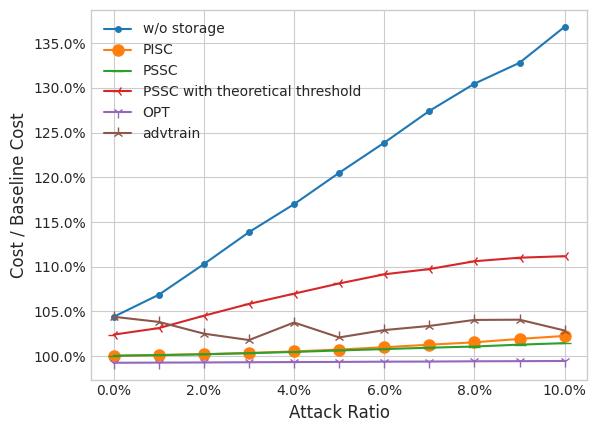 w/o storage
PISC
PSSC
PSSC with theoretical threshold
OPT
advtrain
135.0%
130.0%
125.0%
120.0%
115.0%
110.0%
105.0%
100.0%
Cost / Baseline Cost
0.0% 2.0% 4.0% 6.0% 8.0% 10.0%
Attack Ratio